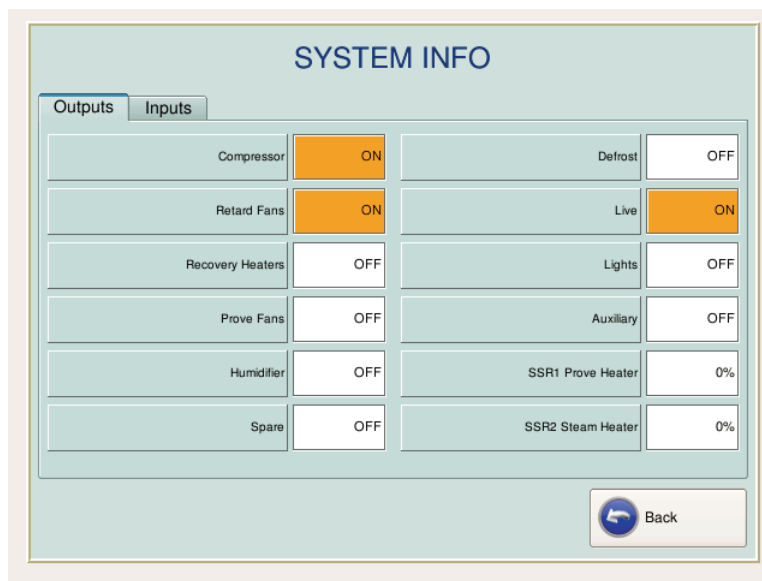 SYSTEM INFO
Outputs Inputs
Compressor ON Defrost OFF
Retard Fans ON Live ON
Recovery Heaters OFF Lights OFF
Prove Fans OFF Auxiliary OFF
Humidifier OFF SSR1 Prove Heater 0%
Spare OFF SSR2 Steam Heater 0%
Back